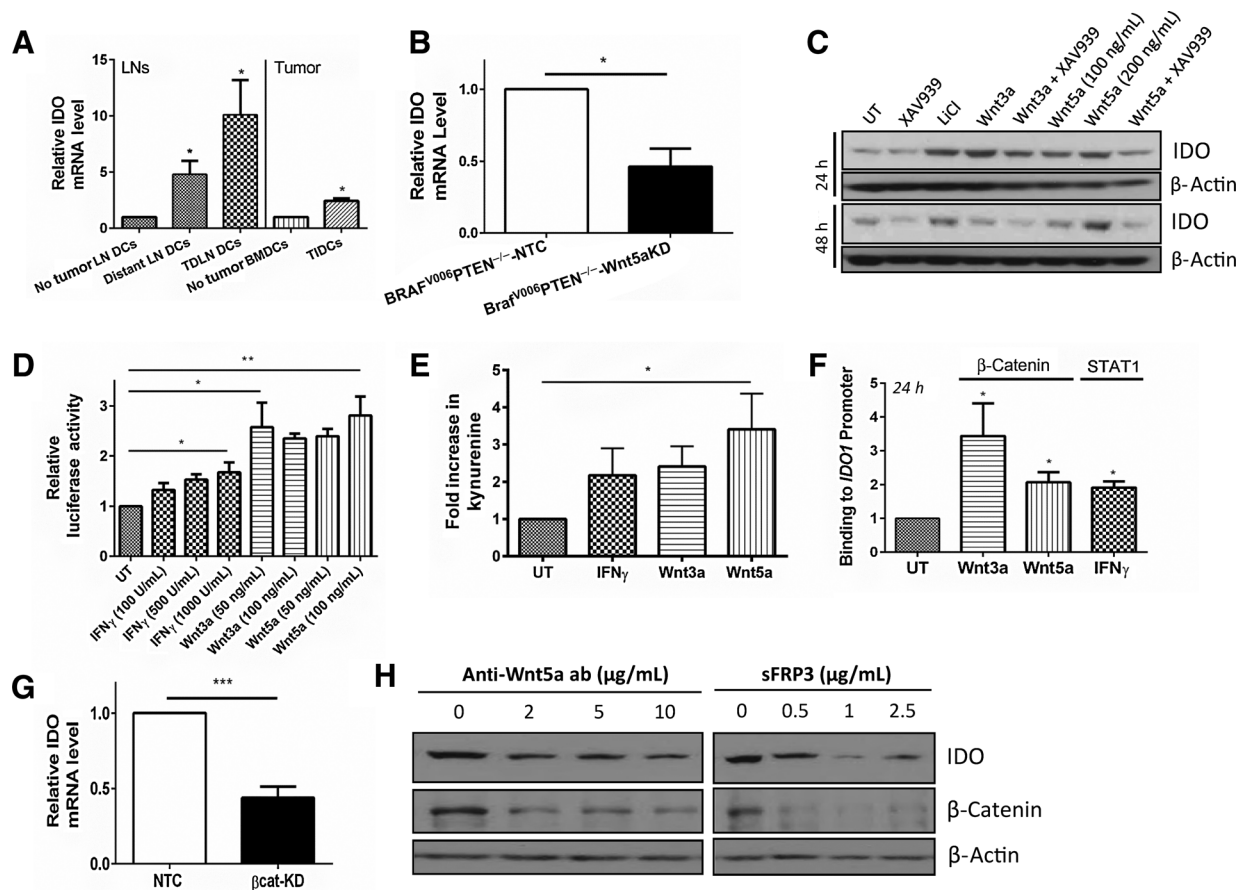 A
Relative IDO
mRNA level
15
10
5
0
LNs
Tumor
*
*
*
No tumor LN DCs
Distant LN DCs
TDLN DCs
No tumor BMDCs
TIDCs
B
Relative IDO
mRNA Level
1.0
0.5
0.0
*
BRAFV006PTEN−/−-NTC
BrafV006PTEN−/−-Wnt5aKD
C
UT
XAV939
LiCl
Wnt3a
Wnt3a + XAV939
Wnt5a (100 ng/mL)
Wnt5a (200 ng/mL)
Wnt5a + XAV939
24 h
IDO
β-Actin
48 h
IDO
β-Actin
D
Relative
luciferase activity
3
2
1
0
**
*
*
UT
IFNγ (100 U/mL)
IFNγ (500 U/mL)
IFNγ (1000 U/mL)
Wnt3a (50 ng/mL)
Wnt3a (100 ng/mL)
Wnt5a (50 ng/mL)
Wnt5a (100 ng/mL)
E
Fold increase in
kynurenine
5
4
3
2
1
0
*
UT
IFNγ
Wnt3a
Wnt5a
F
Binding to IDO1 Promoter
5
4
3
2
1
0
24 h
β-Catenin
STAT1
*
*
*
UT
Wnt3a
Wnt5a
IFNγ
G
Relative IDO
mRNA level
1.0
0.5
0.0
***
NTC
βcat-KD
H
Anti-Wnt5a ab (µg/mL)
sFRP3 (µg/mL)
0 2 5 10
0 0.5 1 2.5
IDO
β-Catenin
β-Actin